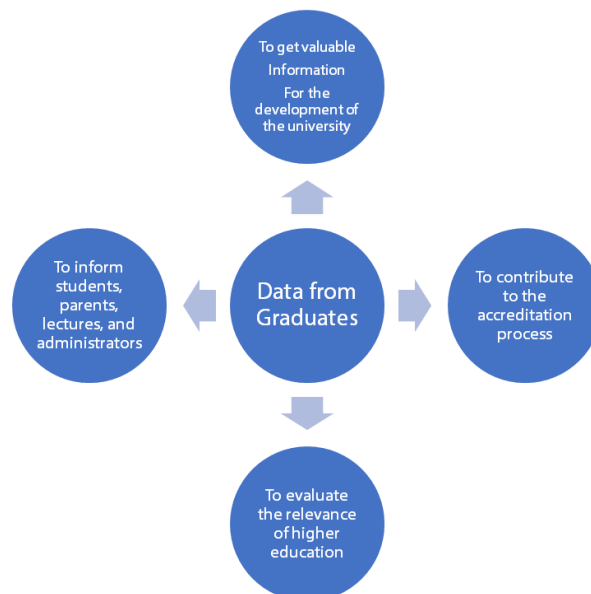 To get valuable
Information
For the
development of
the university
To inform
students,
parents,
lectures, and
administrators
Data from
Graduates
To contribute
to the
accreditation
process
To evaluate
the relevance
of higher
education